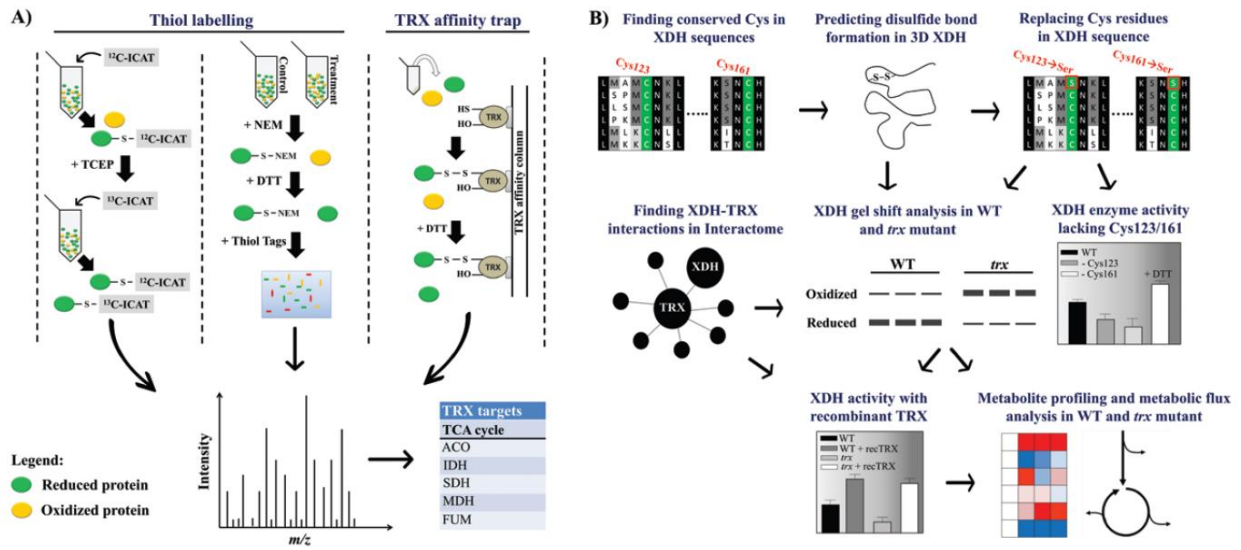 A)
Thiol labelling
TRX affinity trap
¹²C-ICAT
S
¹²C-ICAT
+ TCEP
¹³C-ICAT
S
¹²C-ICAT
S
¹³C-ICAT
Control
Treatment
+ NEM
S
NEM
+ DTT
S
NEM
+ Thiol Tags
HS
HO
TRX
S
S
HO
TRX
+ DTT
S
S
HO
TRX
TRX affinity column
Legend:
Reduced protein
Oxidized protein
Intensity
m/z
TRX targets
TCA cycle
ACO
IDH
SDH
MDH
FUM
B)
Finding conserved Cys in
XDH sequences
Cys123
Cys161
L M A M C N K L
K S N C H
L S P M C N K L
K S N C H
L S S M C N K L
K S N C H
L P K M C N K L
K S N C H
L M L K K C N L
K I N C H
L M K K C N L S
K T N C H
Predicting disulfide bond
formation in 3D XDH
S-S
Replacing Cys residues
in XDH sequence
Cys123→Ser
Cys161→Ser
L M A M S N K L
K S N S H
Finding XDH-TRX
interactions in Interactome
XDH
TRX
XDH gel shift analysis in WT
and trx mutant
WT
trx
Oxidized
Reduced
XDH enzyme activity
lacking Cys123/161
WT
- Cys123
- Cys161
+ DTT
XDH activity with
recombinant TRX
WT
WT + recTRX
trx
trx + recTRX
Metabolite profiling and metabolic flux
analysis in WT and trx mutant